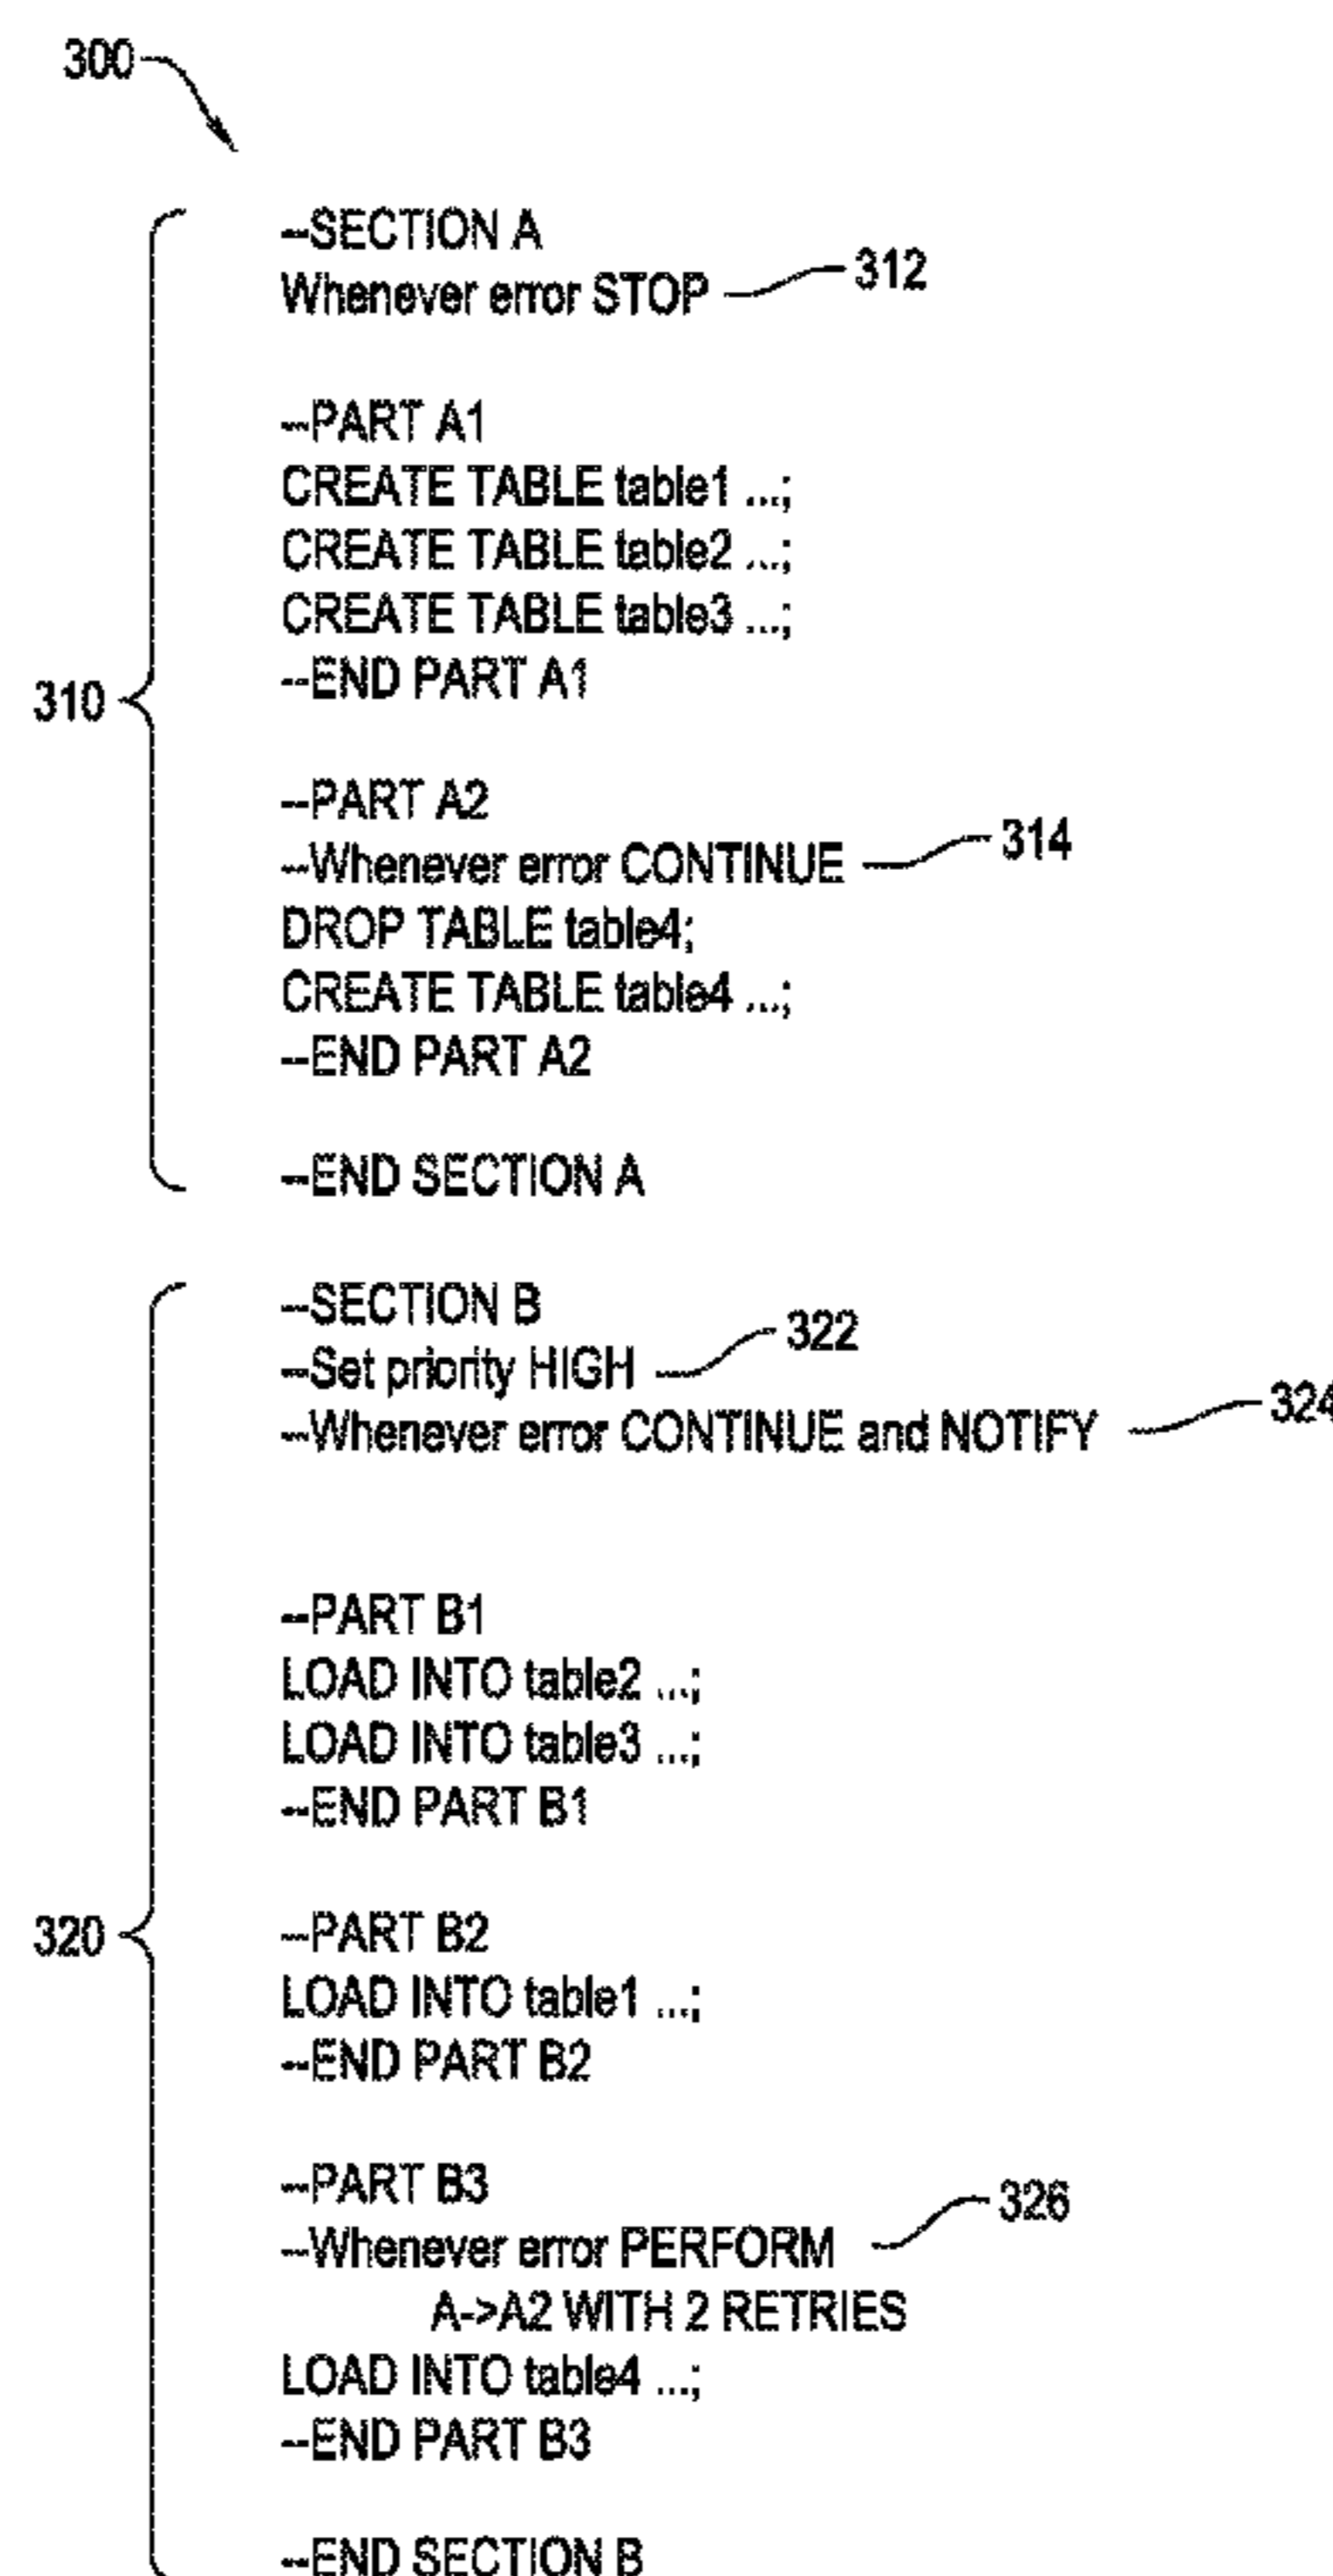 300
--SECTION A
Whenever error STOP 312
--PART A1
CREATE TABLE table1 ...;
CREATE TABLE table2 ...;
CREATE TABLE table3 ...;
--END PART A1
310
--PART A2
--Whenever error CONTINUE 314
DROP TABLE table4;
CREATE TABLE table4 ...;
--END PART A2
--END SECTION A
--SECTION B
--Set priority HIGH 322
--Whenever error CONTINUE and NOTIFY 324
--PART B1
LOAD INTO table2 ...;
LOAD INTO table3 ...;
--END PART B1
320
--PART B2
LOAD INTO table1 ...;
--END PART B2
--PART B3
--Whenever error PERFORM 326
A->A2 WITH 2 RETRIES
LOAD INTO table4 ...;
--END PART B3
--END SECTION B